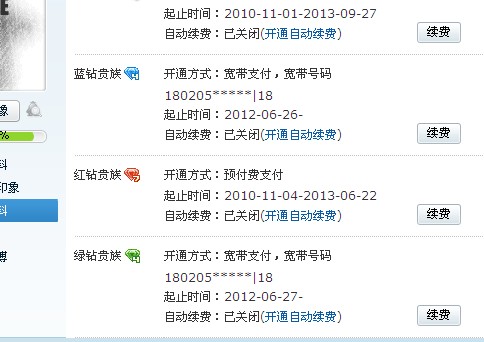 E
起止时间：2010-11-01-2013-09-27
自动续费：已关闭(开通自动续费) 续费
蓝钻贵族 开通方式：宽带支付，宽带号码
180205*****|18
象
起止时间：2012-06-26-
%
自动续费：已关闭(开通自动续费) 续费
料
红钻贵族 开通方式：预付费支付
印象
起止时间：2010-11-04-2013-06-22
料
自动续费：已关闭(开通自动续费) 续费
绿钻贵族 开通方式：宽带支付，宽带号码
博
180205*****|18
起止时间：2012-06-27-
自动续费：已关闭(开通自动续费) 续费